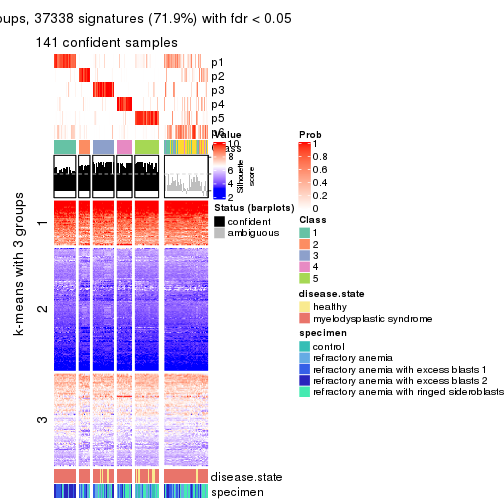 ups, 37338 signatures (71.9%) with fdr < 0.05
141 confident samples
p1
p2
p3
p4
p5
p6
Class
Silhouette
score
k-means with 3 groups
1
2
3
disease.state
specimen
Value
10
8
6
4
2
Status (barplots)
confident
ambiguous
Prob
1
0.8
0.6
0.4
0.2
0
Class
1
2
3
4
5
disease.state
healthy
myelodysplastic syndrome
specimen
control
refractory anemia
refractory anemia with excess blasts 1
refractory anemia with excess blasts 2
refractory anemia with ringed sideroblasts